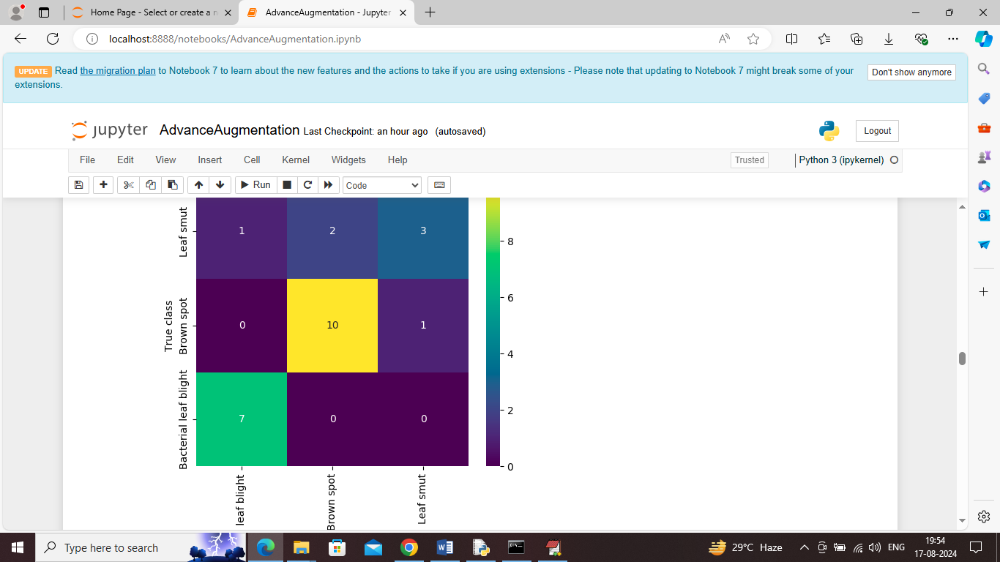 Home Page - Select or create a n
AdvanceAugmentation - Jupyter
localhost:8888/notebooks/AdvanceAugmentation.ipynb
UPDATE Read the migration plan to Notebook 7 to learn about the new features and the actions to take if you are using extensions - Please note that updating to Notebook 7 might break some of your
extensions.
Don't show anymore
jupyter AdvanceAugmentation Last Checkpoint: an hour ago (autosaved)
Logout
File Edit View Insert Cell Kernel Widgets Help
Trusted
Python 3 (ipykernel)
Run
Code
True class
Leaf smut
1 2 3
Brown spot
0 10 1
Bacterial leaf blight
7 0 0
8
6
4
2
0
leaf blight
Brown spot
Leaf smut
Type here to search
29°C Haze
ENG
19:54
17-08-2024